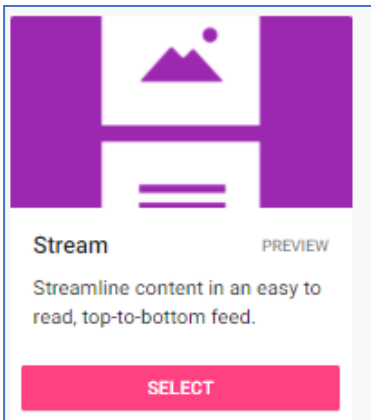 Stream PREVIEW
Streamline content in an easy to
read, top-to-bottom feed.
SELECT